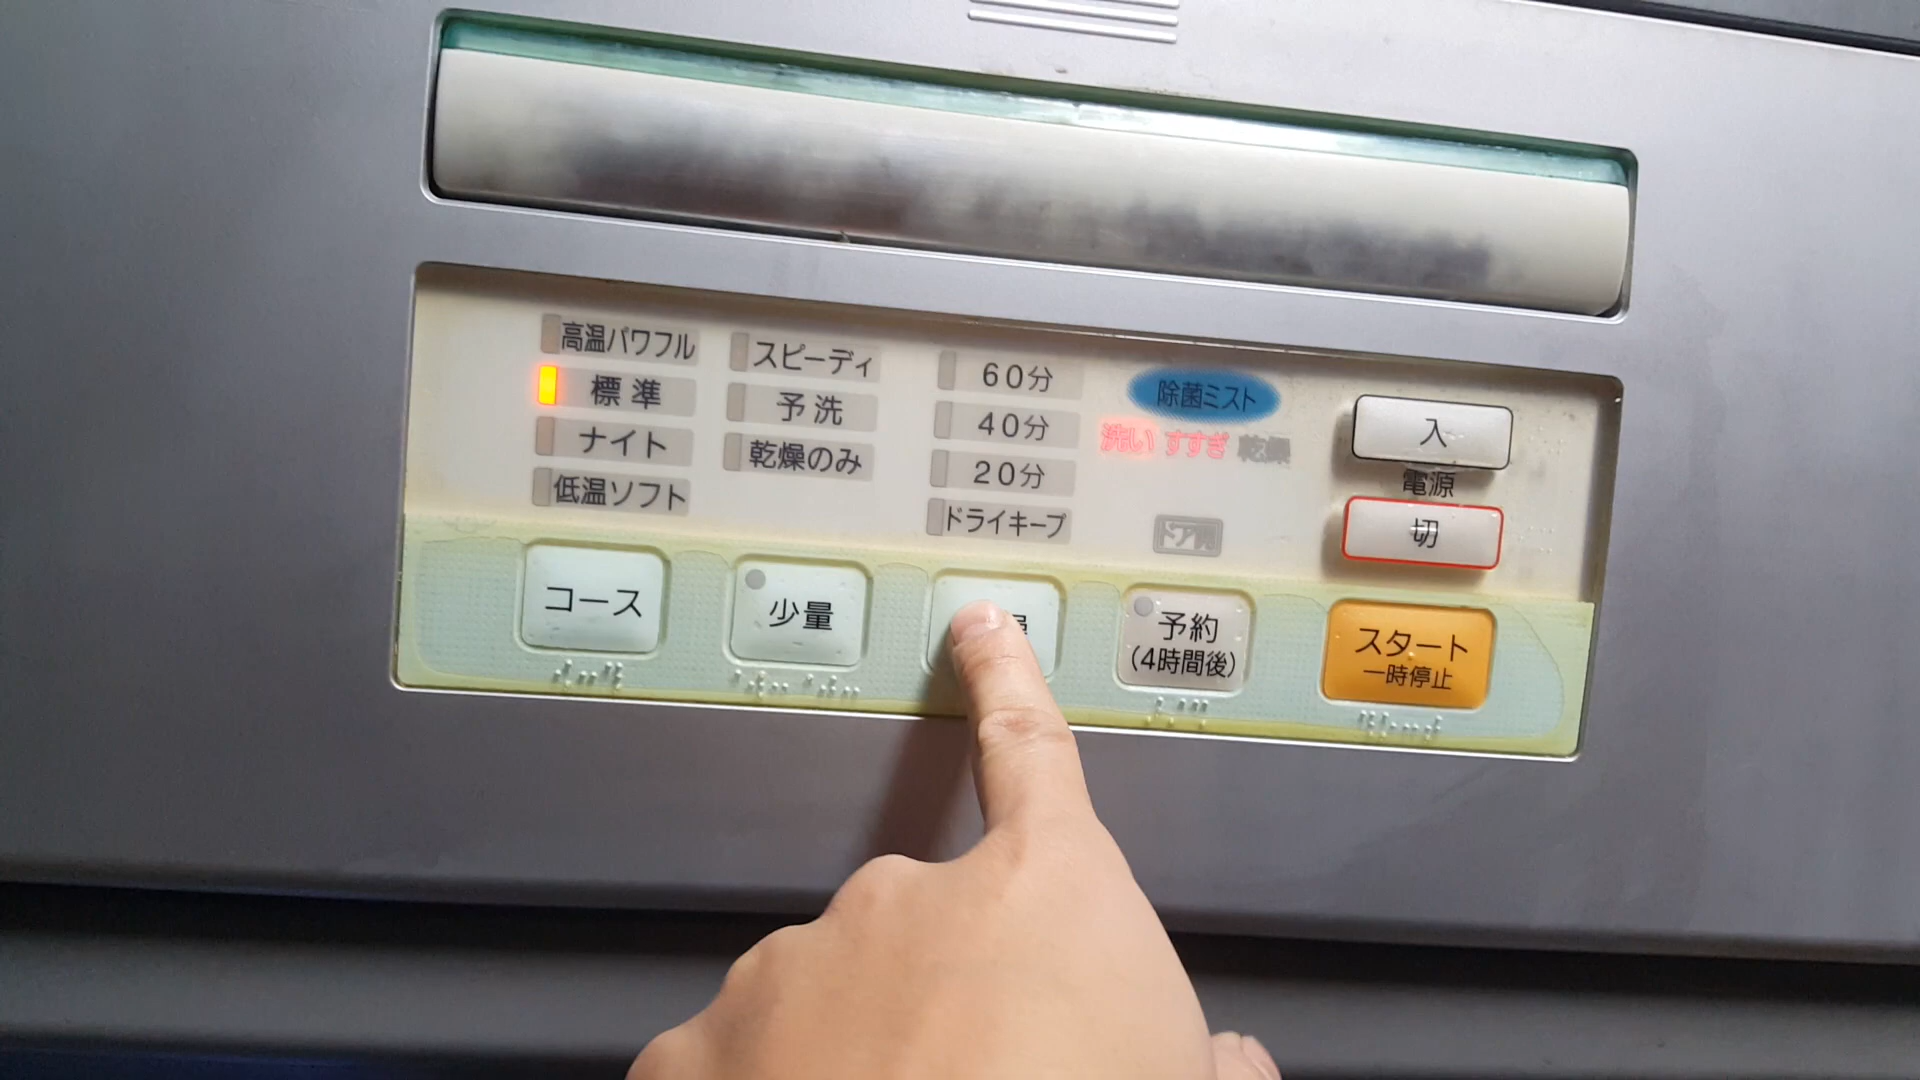 高温パワフル
標準
ナイト
低温ソフト
スピーディ
予洗
乾燥のみ
60分
40分
20分
ドライキープ
除菌ミスト
洗い すすぎ 乾燥
入
電源
切
コース
少量
予約
(4時間後)
スタート
一時停止